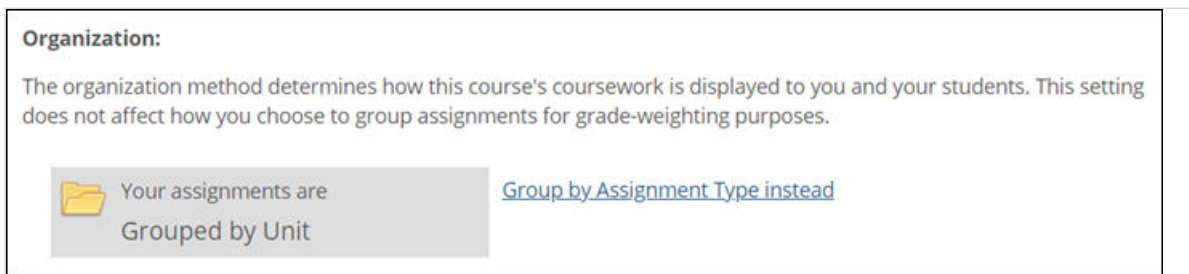 Organization:
The organization method determines how this course's coursework is displayed to you and your students. This setting
does not affect how you choose to group assignments for grade-weighting purposes.
Your assignments are
Grouped by Unit
Group by Assignment Type instead